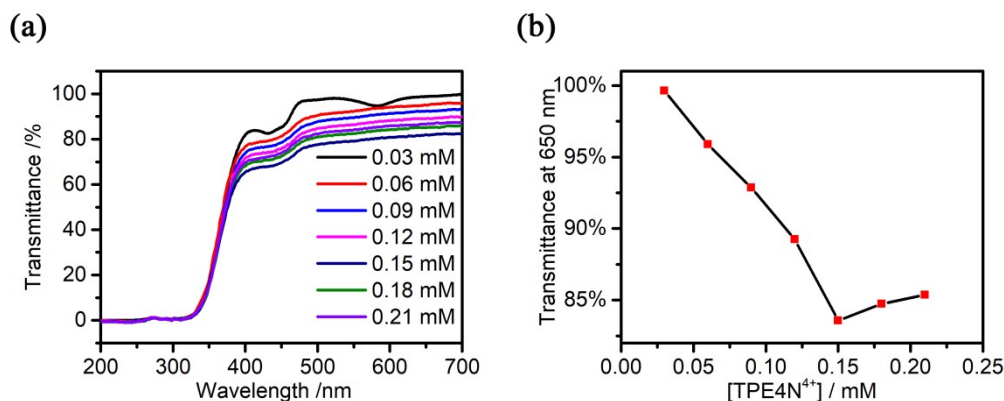 (a)
Transmittance /%
100
80
60
40
20
0
0.03 mM
0.06 mM
0.09 mM
0.12 mM
0.15 mM
0.18 mM
0.21 mM
200 300 400 500 600 700
Wavelength /nm
(b)
Transmittance at 650 nm
100%
95%
90%
85%
0.00 0.05 0.10 0.15 0.20 0.25
[TPE4N⁴⁺] / mM